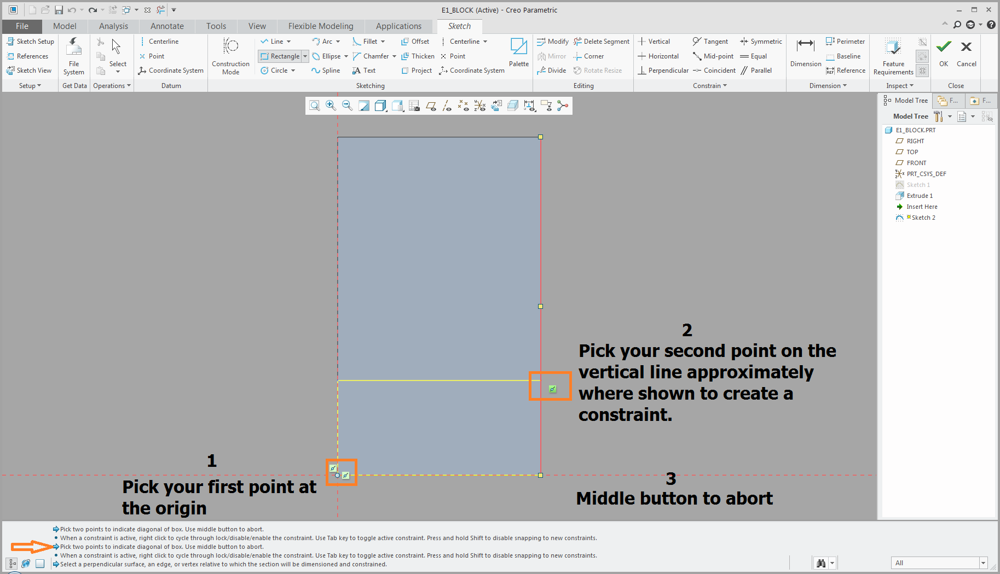 E1_BLOCK (Active) - Creo Parametric
File Model Analysis Annotate Tools View Flexible Modeling Applications Sketch
Sketch Setup
References
Sketch View
Setup
File System
Get Data
Select
Operations
Centerline
Point
Coordinate System
Datum
Construction Mode
Line Arc Fillet Offset Centerline
Rectangle Ellipse Chamfer Thicken Point
Circle Spline Text Project Coordinate System
Palette
Sketching
Modify Delete Segment
Mirror Corner
Divide Rotate Resize
Editing
Vertical Tangent Symmetric
Horizontal Mid-point Equal
Perpendicular Coincident Parallel
Constrain
Dimension
Perimeter
Baseline
REF Reference
Dimension
Feature Requirements
Inspect
OK Cancel
Close
Model Tree F... F...
Model Tree
E1_BLOCK.PRT
RIGHT
TOP
FRONT
PRT_CSYS_DEF
Sketch 1
Extrude 1
Insert Here
Sketch 2
2
Pick your second point on the
vertical line approximately
where shown to create a
constraint.
1
Pick your first point at
the origin
3
Middle button to abort
Pick two points to indicate diagonal of box. Use middle button to abort.
When a constraint is active, right click to cycle through lock/disable/enable the constraint. Use Tab key to toggle active constraint. Press and hold Shift to disable snapping to new constraints.
Pick two points to indicate diagonal of box. Use middle button to abort.
When a constraint is active, right click to cycle through lock/disable/enable the constraint. Use Tab key to toggle active constraint. Press and hold Shift to disable snapping to new constraints.
Select a perpendicular surface, an edge, or vertex relative to which the section will be dimensioned and constrained.
All